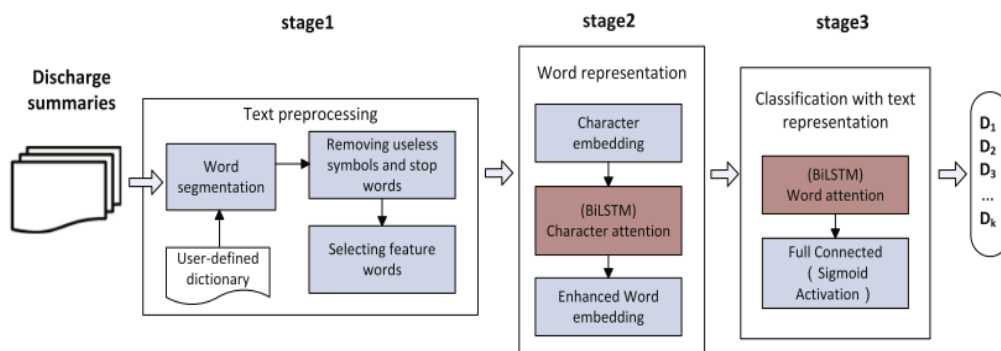 stage1
stage2
stage3
Discharge
summaries
Text preprocessing
Word
segmentation
Removing useless
symbols and stop
words
User-defined
dictionary
Selecting feature
words
Word representation
Character
embedding
(BiLSTM)
Character attention
Enhanced Word
embedding
Classification with text
representation
(BiLSTM)
Word attention
Full Connected
( Sigmoid
Activation )
D₁
D₂
D₃
...
Dₖ